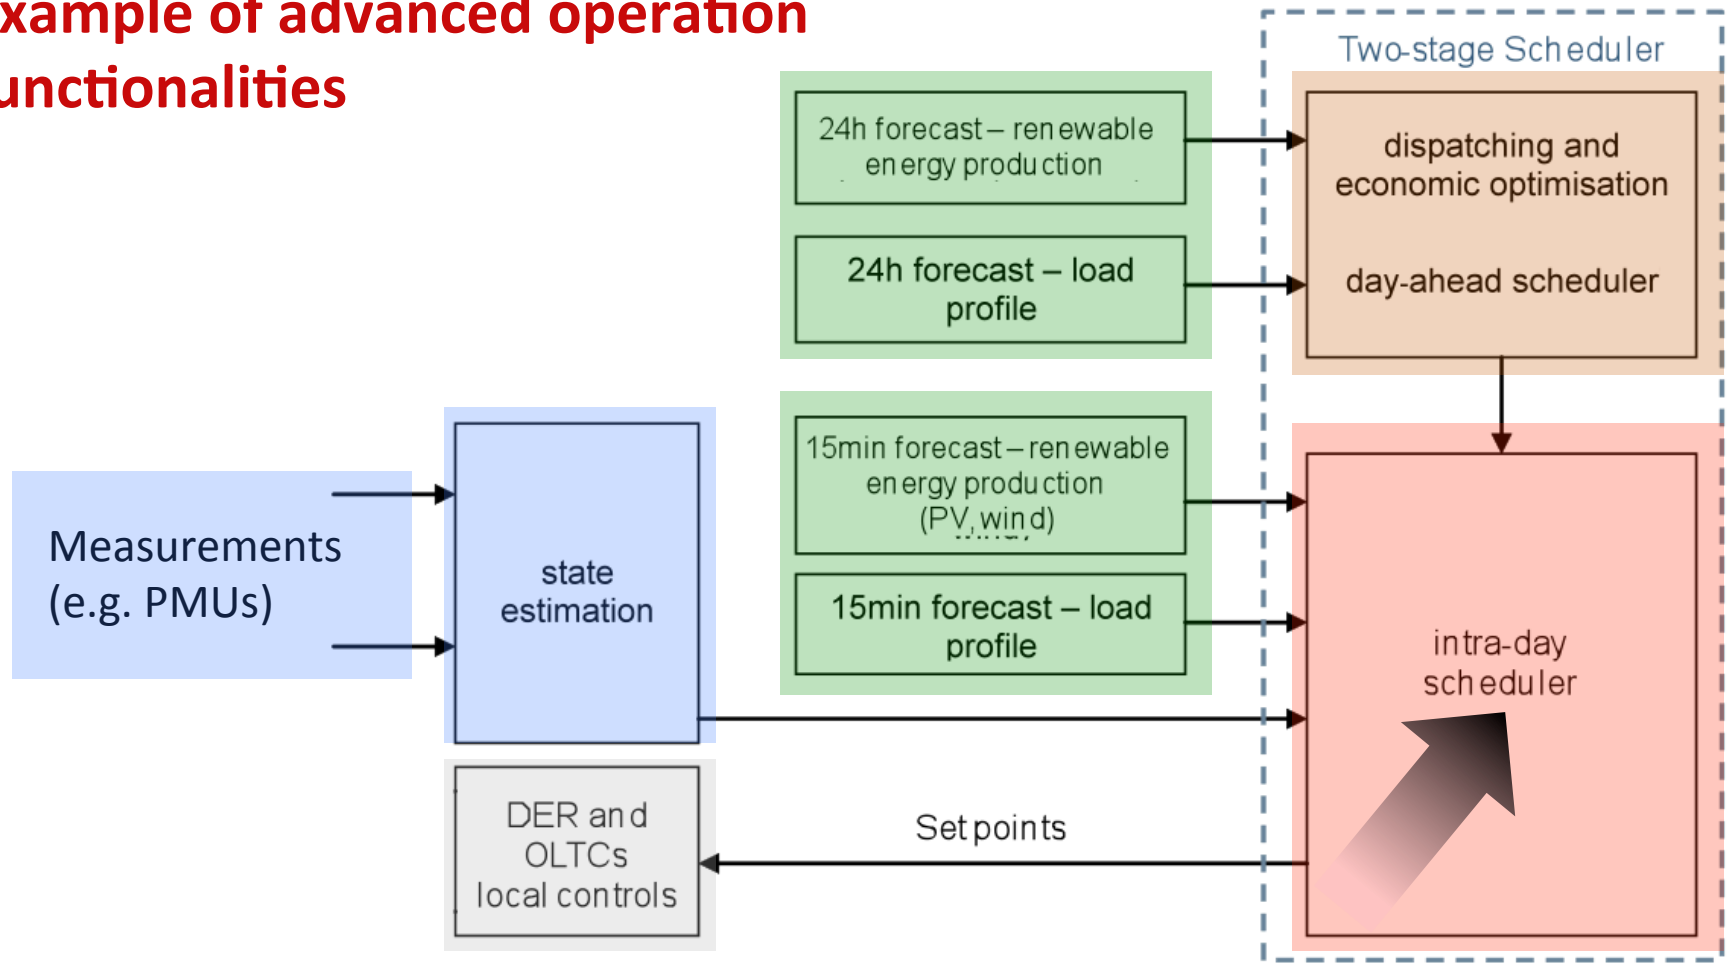 xample of advanced operation
unctionalities
Two-stage Scheduler
24h forecast – renewable
energy production
dispatching and
economic optimisation
24h forecast – load
profile
day-ahead scheduler
15min forecast – renewable
energy production
(PV, wind)
15min forecast – load
profile
Measurements
(e.g. PMUs)
state
estimation
intra-day
scheduler
Setpoints
DER and
OLTCs
local controls